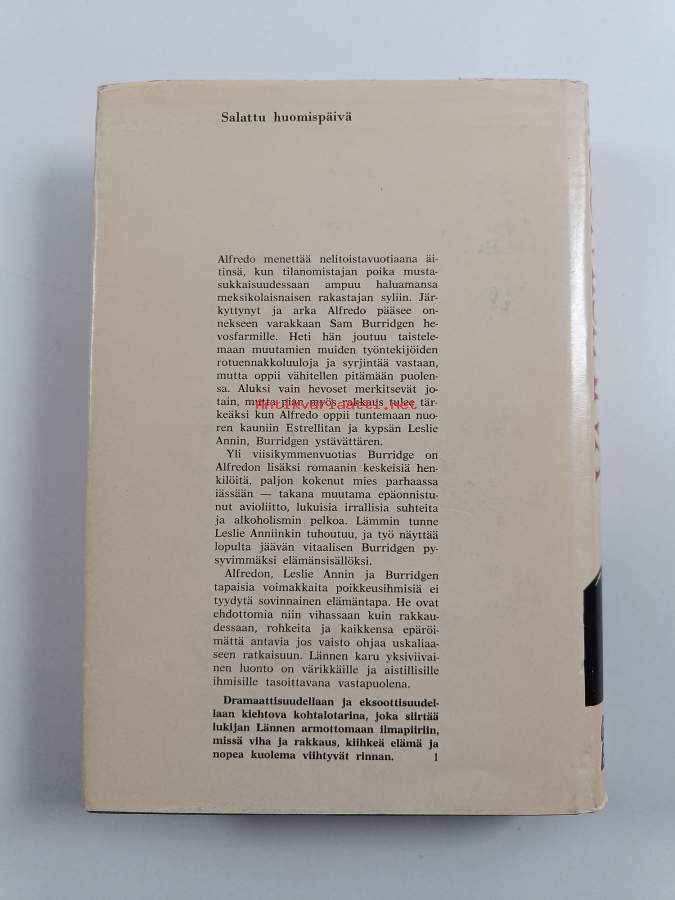 Salattu huomispäivä
Alfredo menettää nelitoistavuotiaana äi-
tinsä, kun tilanomistajan poika musta-
sukkaisuudessaan ampuu haluamansa
meksikolaisnaisen rakastajan syliin. Jär-
kyttynyt ja arka Alfredo pääsee on-
nekseen varakkaan Sam Burridgen he-
vosfarmille. Heti hän joutuu taistele-
maan muutamien muiden työntekijöiden
rotuennakkoluuloja ja syrjintää vastaan,
mutta oppii vähitellen pitämään puolen-
sa. Aluksi vain hevoset merkitsevät jo-
tain, mutta pian myös rakkaus tulee tär-
Antikvariaatti.net
keäksi kun Alfredo oppii tuntemaan nuo-
ren kauniin Estrellitan ja kypsän Leslie
Annin, Burridgen ystävättären.
Yli viisikymmenvuotias Burridge on
Alfredon lisäksi romaanin keskeisiä hen-
kilöitä, paljon kokenut mies parhaassa
iässään — takana muutama epäonnistu-
nut avioliitto, lukuisia irrallisia suhteita
ja alkoholismin pelkoa. Lämmin tunne
Leslie Anniinkin tuhoutuu, ja työ näyttää
lopulta jäävän vitaalisen Burridgen py-
syvimmäksi elämänsisällöksi.
Alfredon, Leslie Annin ja Burridgen
tapaisia voimakkaita poikkeusihmisiä ei
tyydytä sovinnainen elämäntapa. He ovat
ehdottomia niin vihassaan kuin rakkau-
dessaan, rohkeita ja kaikkensa epäröi-
mättä antavia jos vaisto ohjaa uskaliaa-
seen ratkaisuun. Lännen karu yksiviivai-
nen luonto on värikkäille ja aistillisille
ihmisille tasoittavana vastapuolena.
Dramaattisuudellaan ja eksoottisuudel-
laan kiehtova kohtalotarina, joka siirtää
lukijan Lännen armottomaan ilmapiiriin,
missä viha ja rakkaus, kiihkeä elämä ja
nopea kuolema viihtyvät rinnan. 1